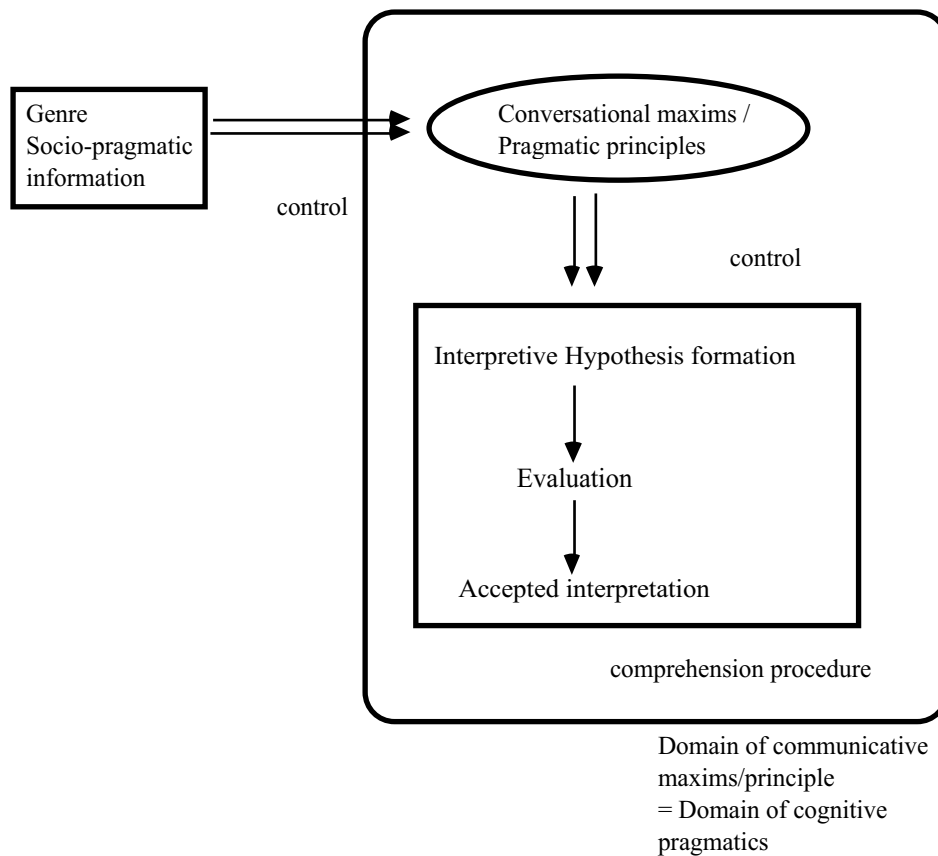 Genre
Socio-pragmatic
information
Conversational maxims /
Pragmatic principles
control
control
Interpretive Hypothesis formation
Evaluation
Accepted interpretation
comprehension procedure
Domain of communicative
maxims/principle
= Domain of cognitive
pragmatics